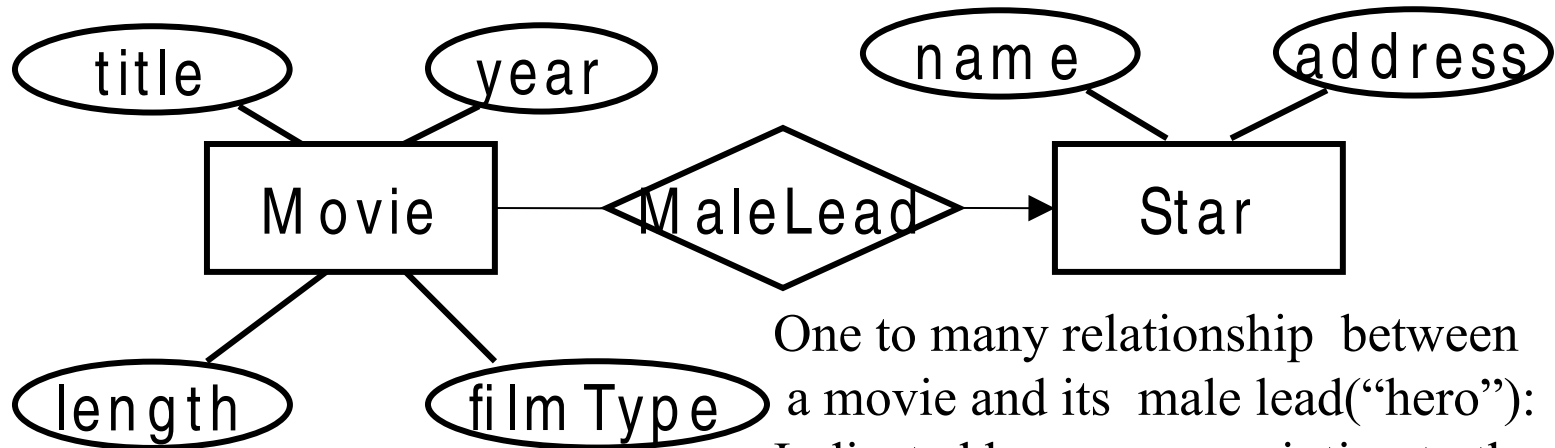 title
year
name
address
Movie
MaleLead
Star
length
filmType
One to many relationship between
a movie and its male lead(“hero”):